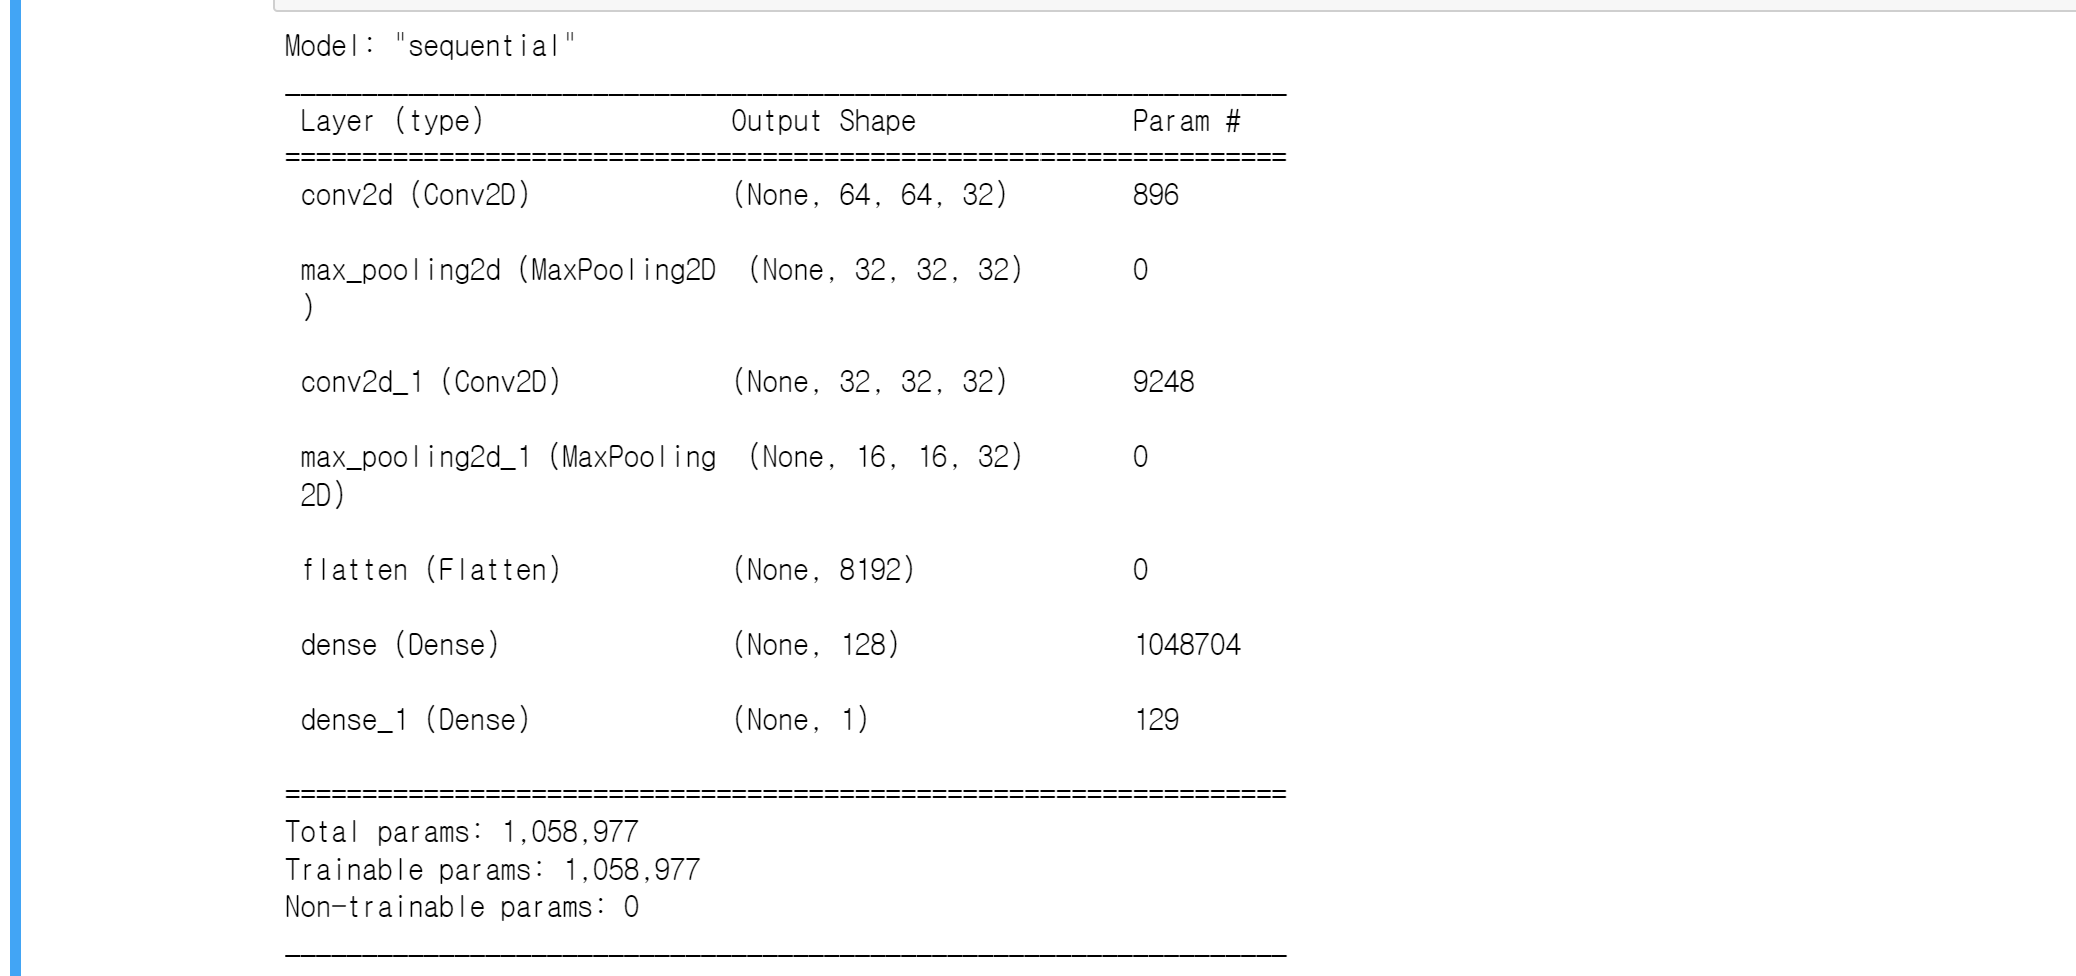 Model: "sequential"
_________________________________________________________________
Layer (type) Output Shape Param #
=================================================================
conv2d (Conv2D) (None, 64, 64, 32) 896
max_pooling2d (MaxPooling2D (None, 32, 32, 32) 0
)
conv2d_1 (Conv2D) (None, 32, 32, 32) 9248
max_pooling2d_1 (MaxPooling (None, 16, 16, 32) 0
2D)
flatten (Flatten) (None, 8192) 0
dense (Dense) (None, 128) 1048704
dense_1 (Dense) (None, 1) 129
=================================================================
Total params: 1,058,977
Trainable params: 1,058,977
Non-trainable params: 0
_________________________________________________________________